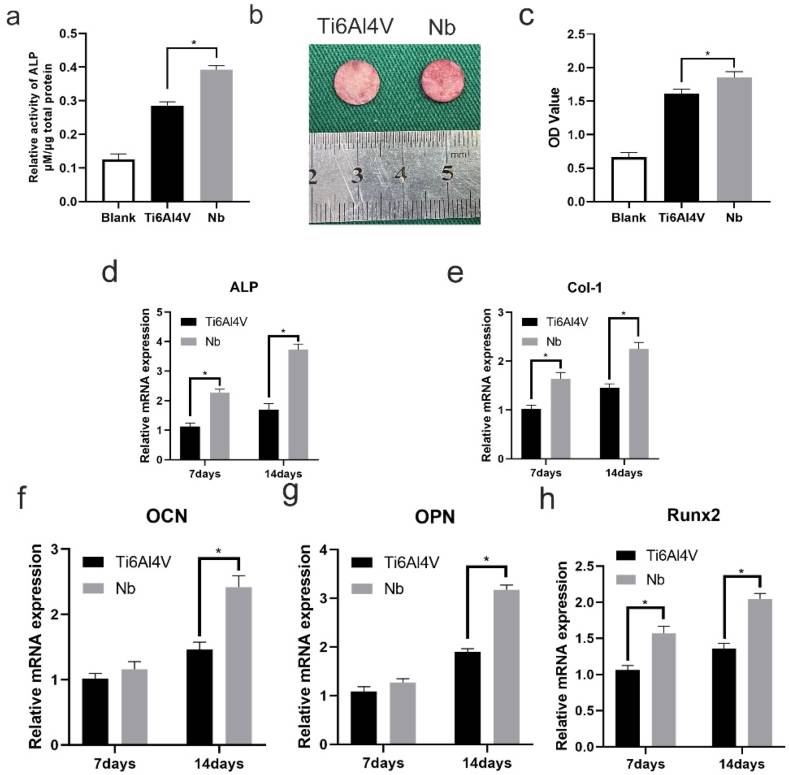 a
Relative activity of ALP
μM/μg total protein
0.5
0.4
0.3
0.2
0.1
0.0
*
Blank Ti6Al4V Nb
b
Ti6Al4V Nb
2 3 4 5
mm
c
OD Value
2.5
2.0
1.5
1.0
0.5
0.0
*
Blank Ti6Al4V Nb
d
ALP
Relative mRNA expression
5
4
3
2
1
0
Ti6Al4V
Nb
*
*
7days 14days
e
Col-1
Relative mRNA expression
3
2
1
0
Ti6Al4V
Nb
*
*
7days 14days
f
OCN
Relative mRNA expression
3
2
1
0
Ti6Al4V
Nb
*
7days 14days
g
OPN
Relative mRNA expression
4
3
2
1
0
Ti6Al4V
Nb
*
7days 14days
h
Runx2
Relative mRNA expression
2.5
2.0
1.5
1.0
0.5
0.0
Ti6Al4V
Nb
*
*
7days 14days